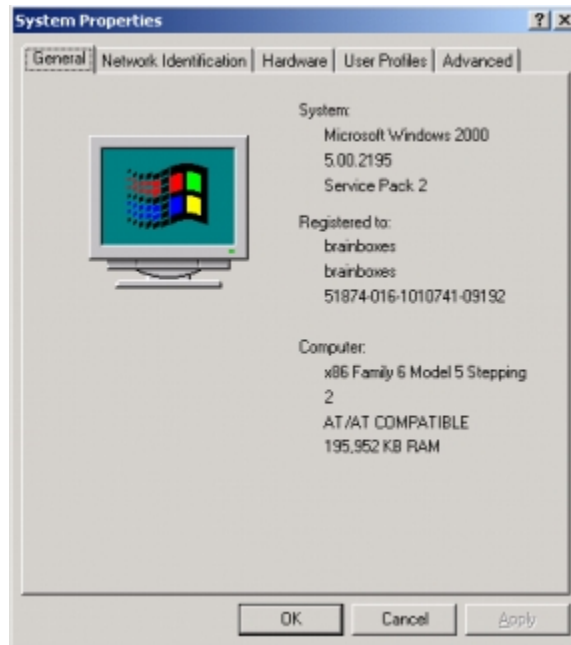 System Properties
General Network Identification Hardware User Profiles Advanced
System:
Microsoft Windows 2000
5.00.2195
Service Pack 2
Registered to:
brainboxes
brainboxes
51874-016-1010741-09192
Computer:
x86 Family 6 Model 5 Stepping
2
AT/AT COMPATIBLE
195,952 KB RAM
OK Cancel Apply